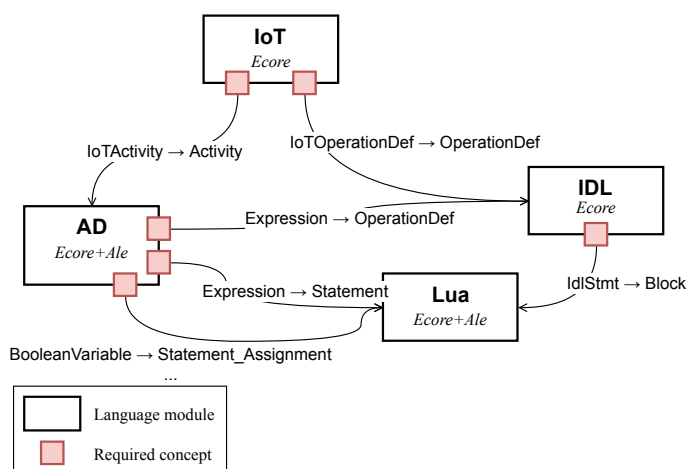 IoT
Ecore
IoTActivity → Activity
IoTOperationDef → OperationDef
IDL
Ecore
AD
Ecore+Ale
Expression → OperationDef
Expression → Statement
Lua
Ecore+Ale
IdlStmt → Block
BooleanVariable → Statement_Assignment
...
Language module
Required concept